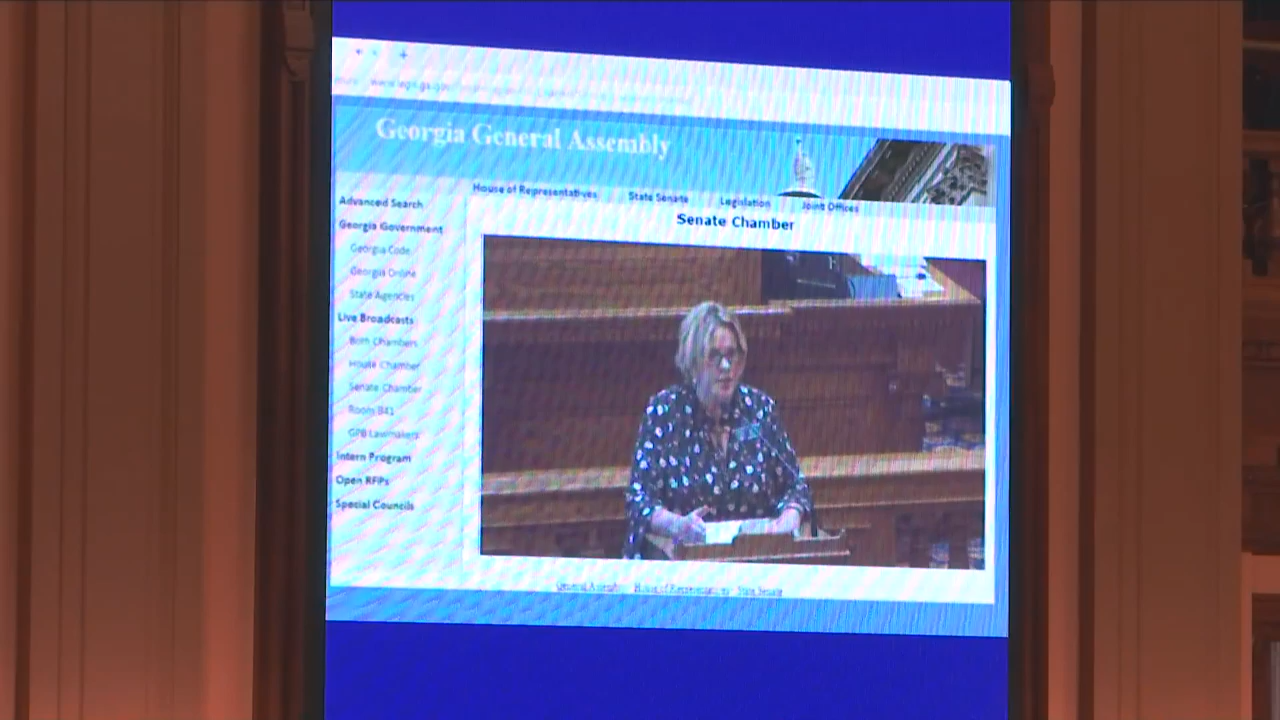 Georgia General Assembly
House of Representatives State Senate Legislation Joint Offices
Senate Chamber
Advanced Search
Georgia Government
Georgia Code
Georgia Online
State Agencies
Live Broadcasts
Both Chambers
House Chamber
Senate Chamber
Room 341
GPB Lawmakers
Intern Program
Open RFPs
Special Councils
General Assembly House of Representatives State Senate